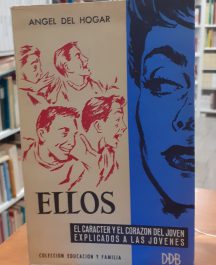 ANGEL DEL HOGAR
ELLOS
EL CARACTER Y EL CORAZON DEL JOVEN
EXPLICADOS A LAS JOVENES
COLECCION EDUCACION Y FAMILIA
DDB